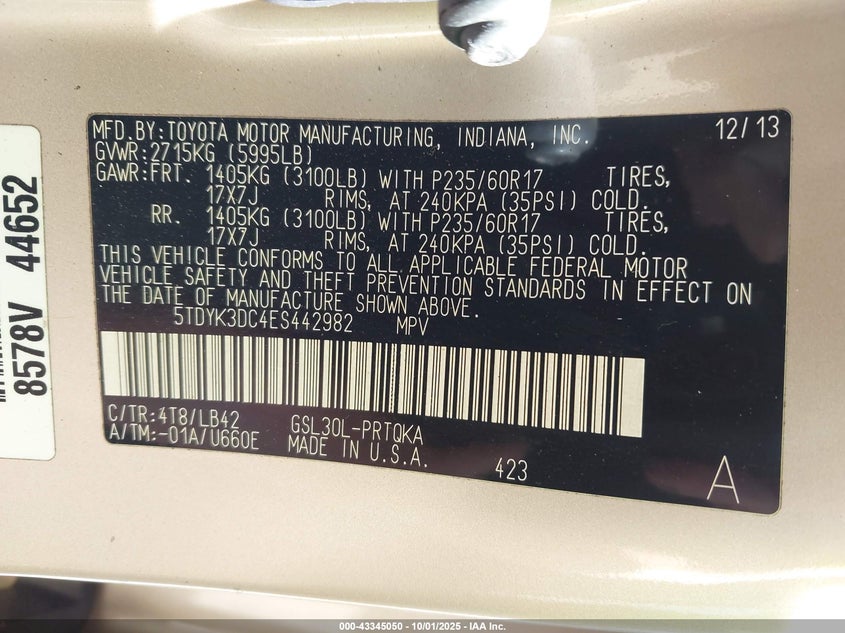 MFD.BY:TOYOTA MOTOR MANUFACTURING, INDIANA, INC. 12/13
GVWR:2715KG (5995LB)
GAWR:FRT. 1405KG (3100LB) WITH P235/60R17 TIRES,
17X7J RIMS, AT 240KPA (35PSI) COLD.
RR. 1405KG (3100LB) WITH P235/60R17 TIRES,
17X7J RIMS, AT 240KPA (35PSI) COLD.
THIS VEHICLE CONFORMS TO ALL APPLICABLE FEDERAL MOTOR
VEHICLE SAFETY AND THEFT PREVENTION STANDARDS IN EFFECT ON
THE DATE OF MANUFACTURE SHOWN ABOVE.
5TDYK3DC4ES442982 MPV
C/TR:4T8/LB42 GSL30L-PRTQKA
A/TM:-01A/U660E MADE IN U.S.A.
423
A
8578V 44652
000-43345050 - 10/01/2025 - IAA Inc.